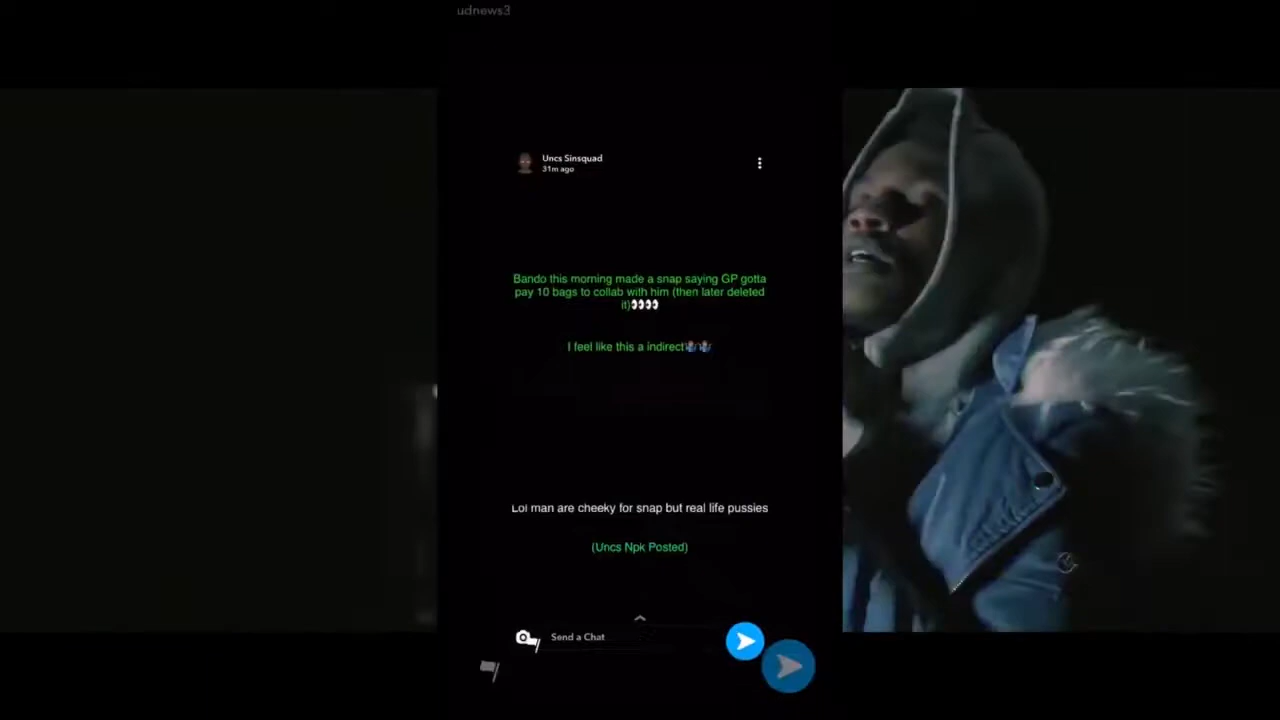 udnews3
Uncs Sinsquad
31m ago
Bando this morning made a snap saying GP gotta
pay 10 bags to collab with him (then later deleted
it)👀👀
I feel like this a indirect🤷🏿‍♂️🤷🏿‍♂️
Lol man are cheeky for snap but real life pussies
(Uncs Npk Posted)
Send a Chat